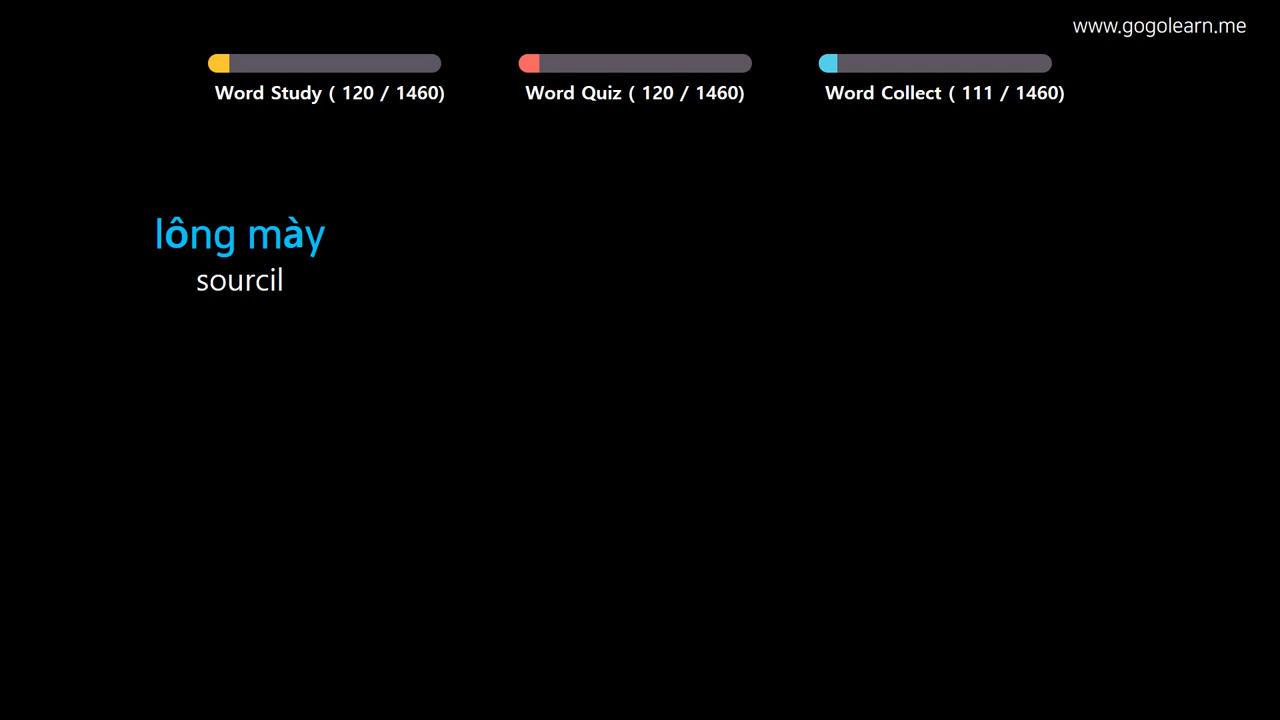 www.gogolearn.me
Word Study ( 120 / 1460)
Word Quiz ( 120 / 1460)
Word Collect ( 111 / 1460)
lông mày
sourcil